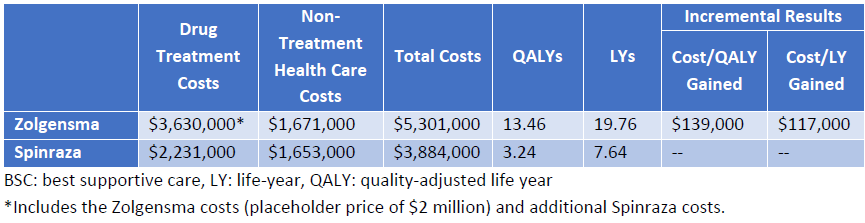 Incremental Results
Drug Treatment Costs
Non-Treatment Health Care Costs
Total Costs
QALYs
LYs
Cost/QALY Gained
Cost/LY Gained
Zolgensma $3,630,000* $1,671,000 $5,301,000 13.46 19.76 $139,000 $117,000
Spinraza $2,231,000 $1,653,000 $3,884,000 3.24 7.64 -- --
BSC: best supportive care, LY: life-year, QALY: quality-adjusted life year
*Includes the Zolgensma costs (placeholder price of $2 million) and additional Spinraza costs.